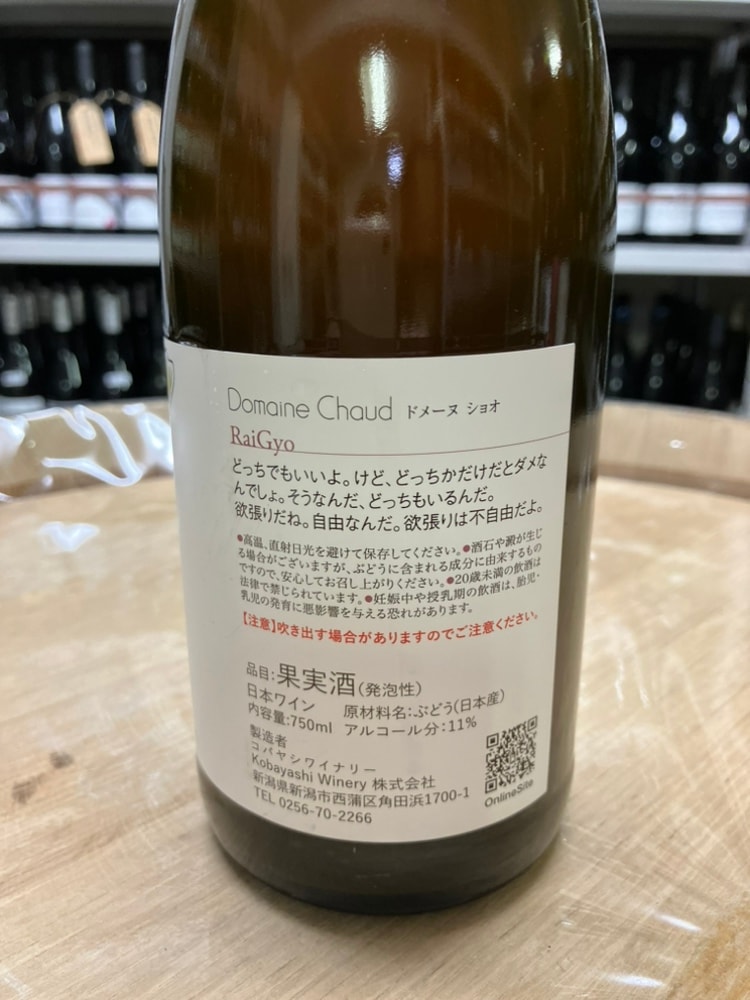 Domaine Chaud ドメーヌ ショオ
RaiGyo
どっちでもいいよ。けど、どっちかだけだとダメな
んでしょ。そうなんだ、どっちもいるんだ。
欲張りだね。自由なんだ。欲張りは不自由だよ。
●高温、直射日光を避けて保存してください。●酒石や澱が生じ
る場合がございますが、ぶどうに含まれる成分に由来するもの
ですので、安心してお召し上がりください。●20歳未満の飲酒は
法律で禁じられています。●妊娠中や授乳期の飲酒は、胎児・
乳児の発育に悪影響を与える恐れがあります。
【注意】吹き出す場合がありますのでご注意ください。
品目:果実酒(発泡性)
日本ワイン 原材料名:ぶどう(日本産)
内容量:750ml アルコール分:11%
製造者
コバヤシワイナリー
Kobayashi Winery 株式会社
新潟県新潟市西蒲区角田浜1700-1
TEL 0256-70-2266
OnlineSite